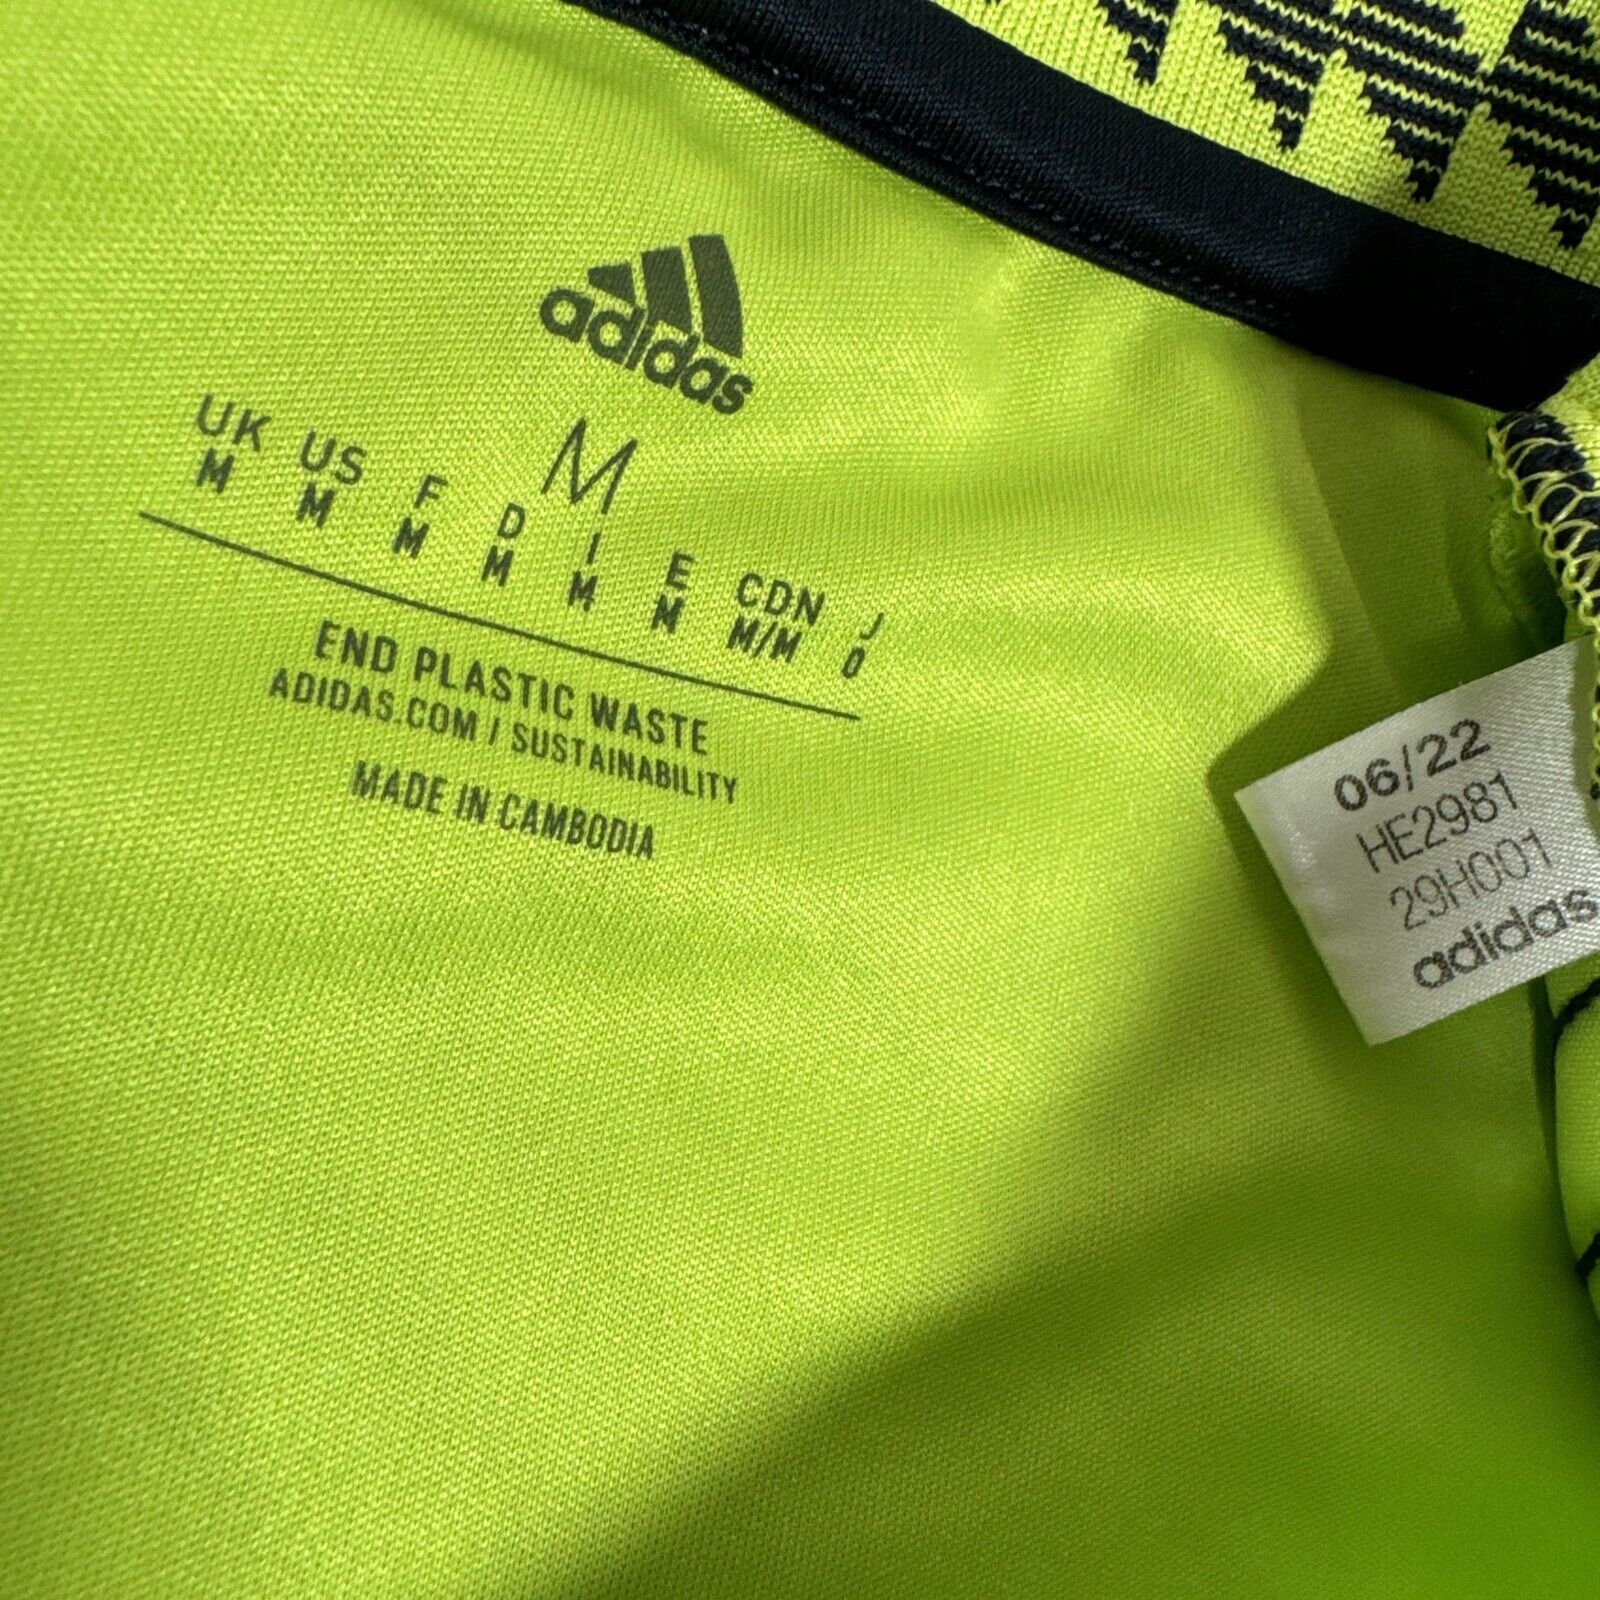 adidas
M
UK US F D I E CDN J
M M M M M M M/M O
END PLASTIC WASTE
ADIDAS.COM / SUSTAINABILITY
MADE IN CAMBODIA
06/22
HE2981
29H001
adidas